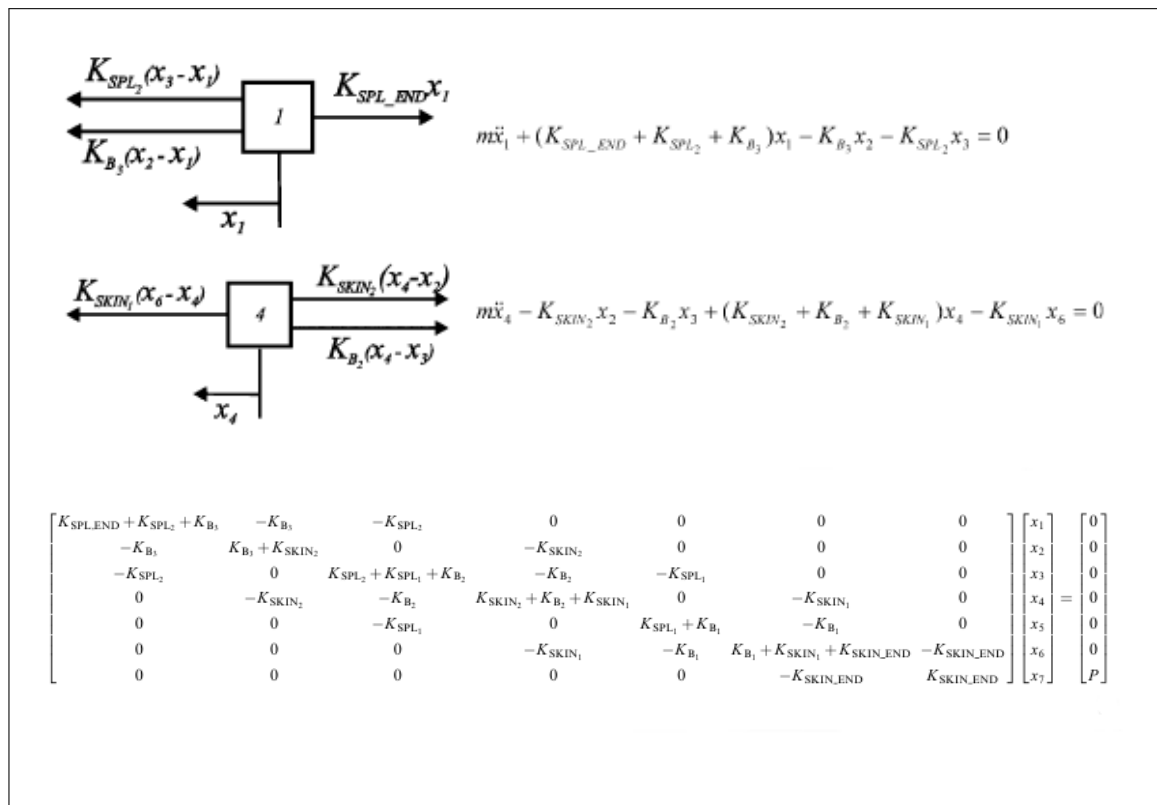 K_{SPL_2}(x_3 - x_1)
K_{SPL_END}x_1
1
K_{B_3}(x_2 - x_1)
x_1
mẍ_1 + (K_{SPL_END} + K_{SPL_2} + K_{B_3})x_1 − K_{B_3}x_2 − K_{SPL_2}x_3 = 0
K_{SKIN_1}(x_6 - x_4)
K_{SKIN_2}(x_4-x_2)
4
K_{B_2}(x_4 - x_3)
x_4
mẍ_4 − K_{SKIN_2}x_2 − K_{B_2}x_3 + (K_{SKIN_2} + K_{B_2} + K_{SKIN_1})x_4 − K_{SKIN_1}x_6 = 0
K_{SPL.END} + K_{SPL_2} + K_{B_3} −K_{B_3} −K_{SPL_2} 0 0 0 0 x_1 0
−K_{B_3} K_{B_3} + K_{SKIN_2} 0 −K_{SKIN_2} 0 0 0 x_2 0
−K_{SPL_2} 0 K_{SPL_2} + K_{SPL_1} + K_{B_2} −K_{B_2} −K_{SPL_1} 0 0 x_3 0
0 −K_{SKIN_2} −K_{B_2} K_{SKIN_2} + K_{B_2} + K_{SKIN_1} 0 −K_{SKIN_1} 0 x_4 = 0
0 0 −K_{SPL_1} 0 K_{SPL_1} + K_{B_1} −K_{B_1} 0 x_5 0
0 0 0 −K_{SKIN_1} −K_{B_1} K_{B_1} + K_{SKIN_1} + K_{SKIN_END} −K_{SKIN_END} x_6 0
0 0 0 0 0 −K_{SKIN_END} K_{SKIN_END} x_7 P